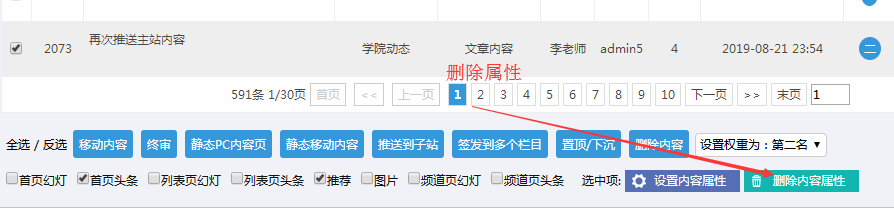 再次推送主站内容
2073 学院动态 文章内容 李老师 admin5 4 2019-08-21 23:54 二
删除属性
591条 1/30页 首页 << 上一页 1 2 3 4 5 6 7 8 9 10 下一页 >> 末页 1
全选 / 反选 移动内容 终审 静态PC内容页 静态移动内容 推送到子站 签发到多个栏目 置顶/下沉 删除内容 设置权重为：第二名
首页幻灯 首页头条 列表页幻灯 列表页头条 推荐 图片 频道页幻灯 频道页头条 选中项: 设置内容属性 删除内容属性